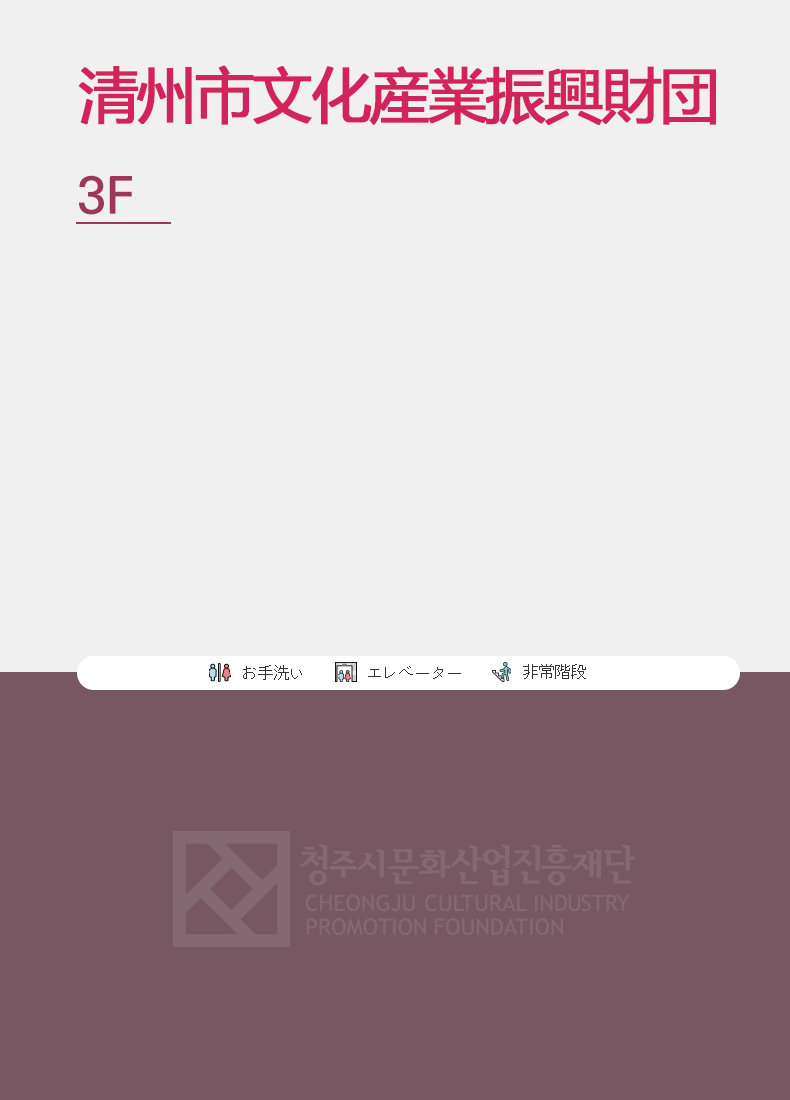 清州市文化産業振興財団
3F
お手洗い エレベーター 非常階段
청주시문화산업진흥재단
CHEONGJU CULTURAL INDUSTRY
PROMOTION FOUNDATION